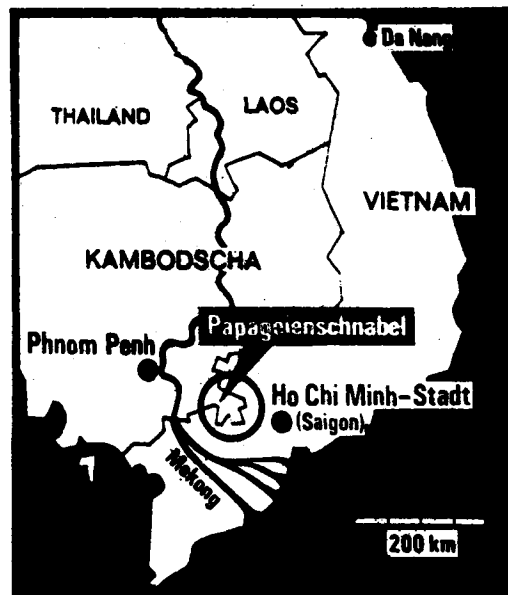 Da Nang
THAILAND
LAOS
VIETNAM
KAMBODSCHA
Papageienschnabel
Phnom Penh
Ho Chi Minh-Stadt
(Saigon)
Mekong
200 km